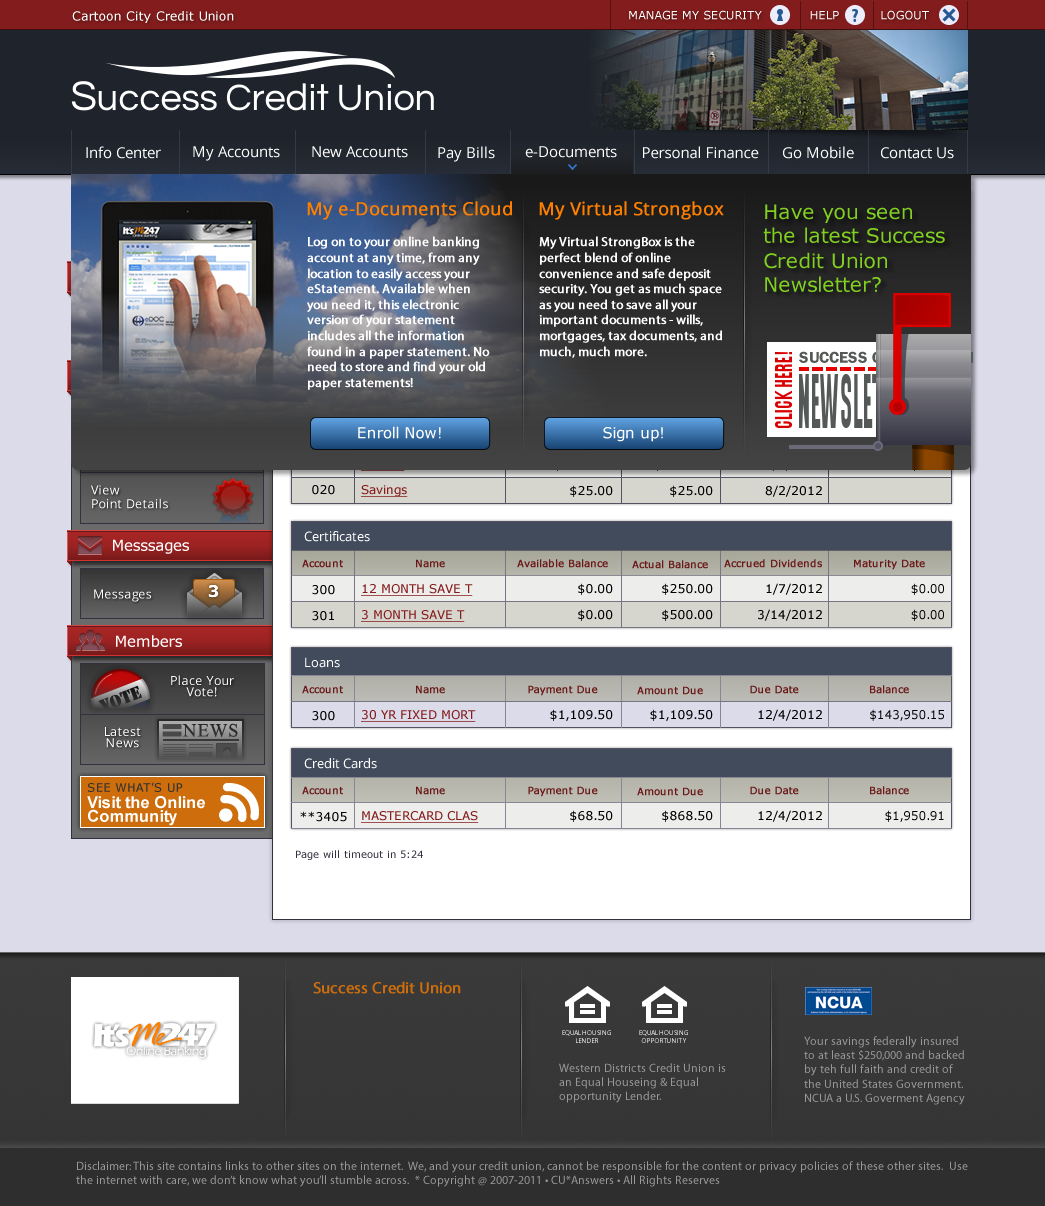 Cartoon City Credit Union
MANAGE MY SECURITY
HELP ?
LOGOUT
Success Credit Union
Info Center
My Accounts
New Accounts
Pay Bills
e-Documents
Personal Finance
Go Mobile
Contact Us
It'sMe247
eDOC
My e-Documents Cloud
Log on to your online banking
account at any time, from any
location to easily access your
eStatement. Available when
you need it, this electronic
version of your statement
includes all the information
found in a paper statement. No
need to store and find your old
paper statements!
Enroll Now!
My Virtual Strongbox
My Virtual StrongBox is the
perfect blend of online
convenience and safe deposit
security. You get as much space
as you need to save all your
important documents - wills,
mortgages, tax documents, and
much, much more.
Sign up!
Have you seen
the latest Success
Credit Union
Newsletter?
CLICK HERE!
SUCCESS C
NEWSLET
View
Point Details
Messsages
Messages
3
Members
VOTE
Place Your
Vote!
Latest
News
NEWS
SEE WHAT'S UP
Visit the Online
Community
020 Savings $25.00 $25.00 8/2/2012
Certificates
Account Name Available Balance Actual Balance Accrued Dividends Maturity Date
300 12 MONTH SAVE T $0.00 $250.00 1/7/2012 $0.00
301 3 MONTH SAVE T $0.00 $500.00 3/14/2012 $0.00
Loans
Account Name Payment Due Amount Due Due Date Balance
300 30 YR FIXED MORT $1,109.50 $1,109.50 12/4/2012 $143,950.15
Credit Cards
Account Name Payment Due Amount Due Due Date Balance
**3405 MASTERCARD CLAS $68.50 $868.50 12/4/2012 $1,950.91
Page will timeout in 5:24
It'sMe247
Online Banking
Success Credit Union
EQUAL HOUSING
LENDER
EQUAL HOUSING
OPPORTUNITY
Western Districts Credit Union is
an Equal Houseing & Equal
opportunity Lender.
NCUA
Your savings federally insured
to at least $250,000 and backed
by teh full faith and credit of
the United States Government.
NCUA a U.S. Goverment Agency
Disclaimer: This site contains links to other sites on the internet. We, and your credit union, cannot be responsible for the content or privacy policies of these other sites. Use
the internet with care, we don't know what you'll stumble across. * Copyright @ 2007-2011 • CU*Answers • All Rights Reserves